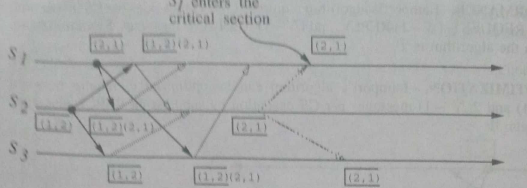 S1 enters the
critical section
(2,1) (1,2)(2,1) (2,1)
S1
S2
(1,2) (1,2)(2,1) (2,1)
S3
(1,2) (1,2)(2,1) (2,1)